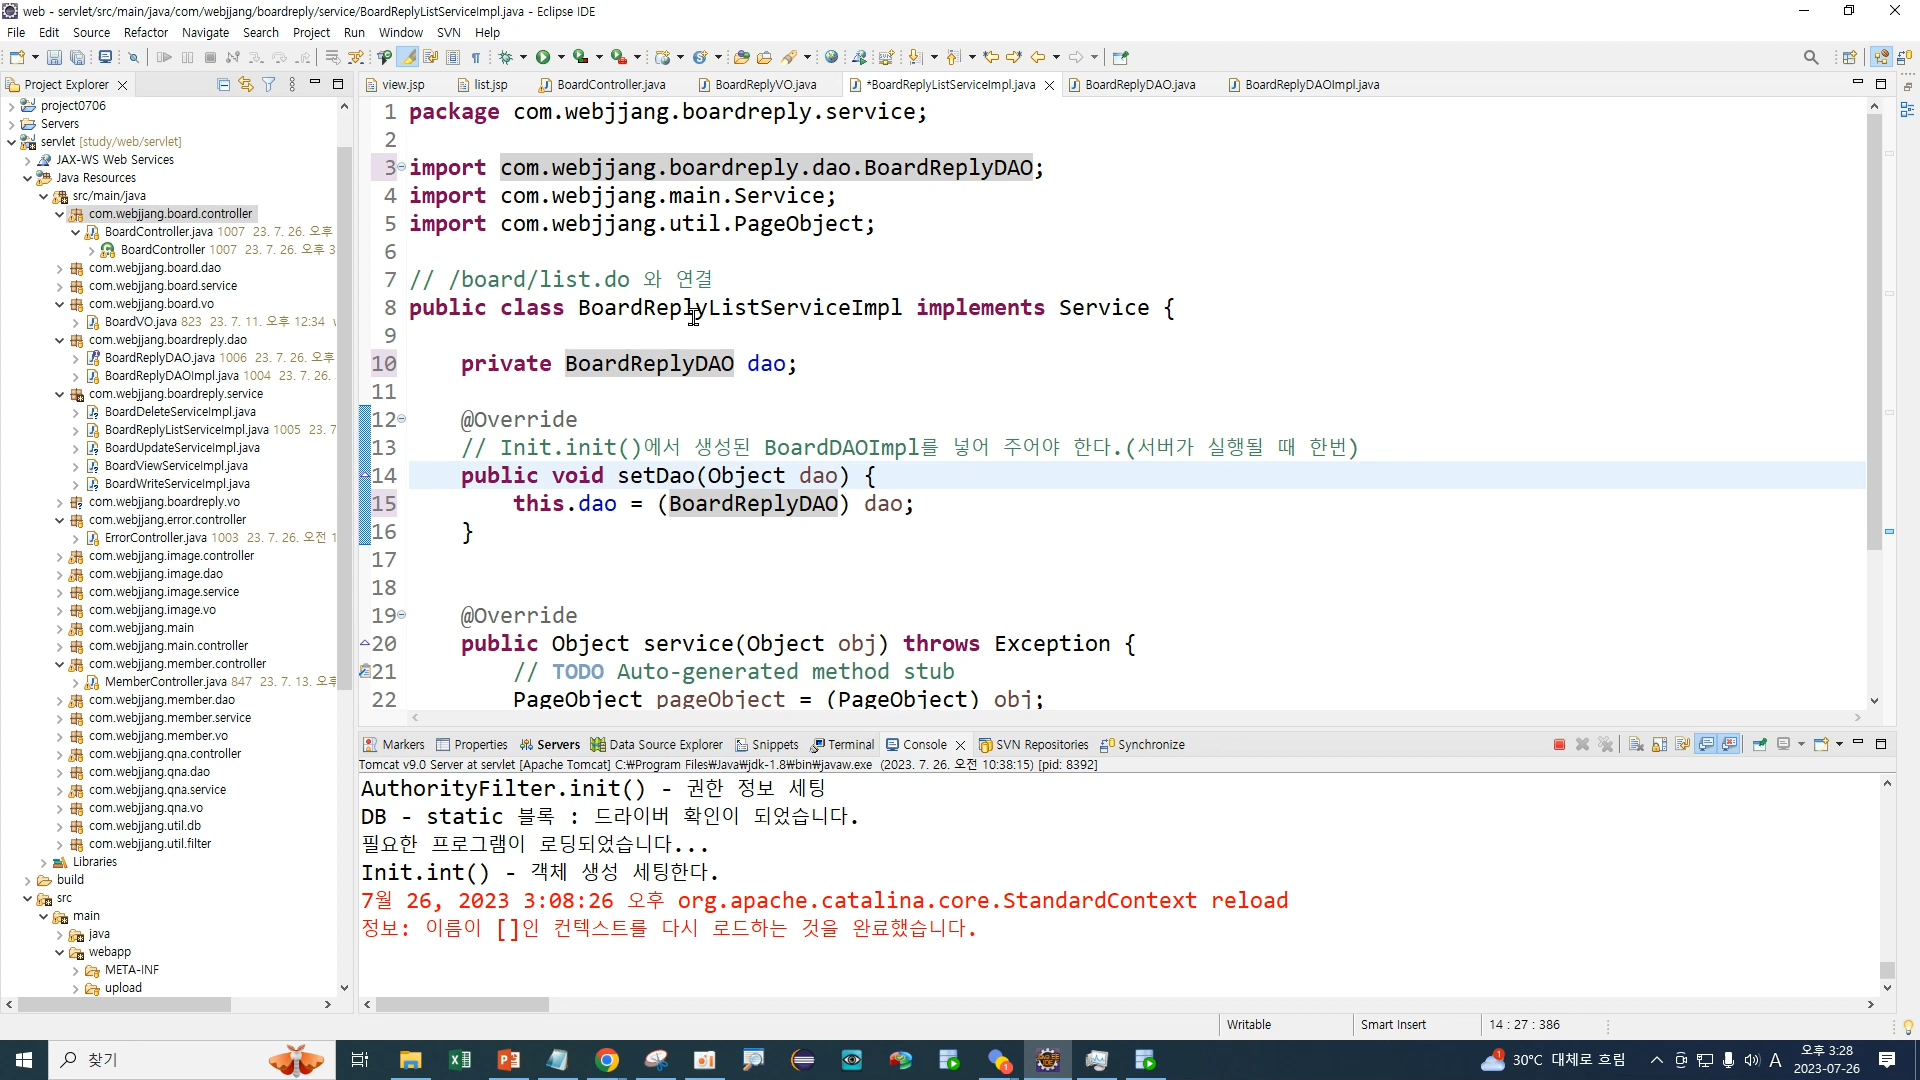 web - servlet/src/main/java/com/webjjang/boardreply/service/BoardReplyListServiceImpl.java - Eclipse IDE
File Edit Source Refactor Navigate Search Project Run Window SVN Help
Project Explorer
view.jsp list.jsp BoardController.java BoardReplyVO.java *BoardReplyListServiceImpl.java BoardReplyDAO.java BoardReplyDAOImpl.java
project0706
Servers
servlet [study/web/servlet]
JAX-WS Web Services
Java Resources
src/main/java
com.webjjang.board.controller
BoardController.java 1007 23. 7. 26. 오후
BoardController 1007 23. 7. 26. 오후 3
com.webjjang.board.dao
com.webjjang.board.service
com.webjjang.board.vo
BoardVO.java 823 23. 7. 11. 오후 12:34
com.webjjang.boardreply.dao
BoardReplyDAO.java 1006 23. 7. 26. 오후
BoardReplyDAOImpl.java 1004 23. 7. 26.
com.webjjang.boardreply.service
BoardDeleteServiceImpl.java
BoardReplyListServiceImpl.java 1005 23. 7
BoardUpdateServiceImpl.java
BoardViewServiceImpl.java
BoardWriteServiceImpl.java
com.webjjang.boardreply.vo
com.webjjang.error.controller
ErrorController.java 1003 23. 7. 26. 오전 1
com.webjjang.image.controller
com.webjjang.image.dao
com.webjjang.image.service
com.webjjang.image.vo
com.webjjang.main
com.webjjang.main.controller
com.webjjang.member.controller
MemberController.java 847 23. 7. 13. 오후
com.webjjang.member.dao
com.webjjang.member.service
com.webjjang.member.vo
com.webjjang.qna.controller
com.webjjang.qna.dao
com.webjjang.qna.service
com.webjjang.qna.vo
com.webjjang.util.db
com.webjjang.util.filter
Libraries
build
src
main
java
webapp
META-INF
upload
1 package com.webjjang.boardreply.service;
2
3 import com.webjjang.boardreply.dao.BoardReplyDAO;
4 import com.webjjang.main.Service;
5 import com.webjjang.util.PageObject;
6
7 // /board/list.do 와 연결
8 public class BoardReplyListServiceImpl implements Service {
9
10 private BoardReplyDAO dao;
11
12 @Override
13 // Init.init()에서 생성된 BoardDAOImpl를 넣어 주어야 한다.(서버가 실행될 때 한번)
14 public void setDao(Object dao) {
15 this.dao = (BoardReplyDAO) dao;
16 }
17
18
19 @Override
20 public Object service(Object obj) throws Exception {
21 // TODO Auto-generated method stub
22 PageObject pageObject = (PageObject) obj;
Markers Properties Servers Data Source Explorer Snippets Terminal Console SVN Repositories Synchronize
Tomcat v9.0 Server at servlet [Apache Tomcat] C:₩Program Files₩Java₩jdk-1.8₩bin₩javaw.exe (2023. 7. 26. 오전 10:38:15) [pid: 8392]
AuthorityFilter.init() - 권한 정보 세팅
DB - static 블록 : 드라이버 확인이 되었습니다.
필요한 프로그램이 로딩되었습니다...
Init.int() - 객체 생성 세팅한다.
7월 26, 2023 3:08:26 오후 org.apache.catalina.core.StandardContext reload
정보: 이름이 []인 컨텍스트를 다시 로드하는 것을 완료했습니다.
Writable Smart Insert 14 : 27 : 386
찾기
30°C 대체로 흐림
A
오후 3:28
2023-07-26